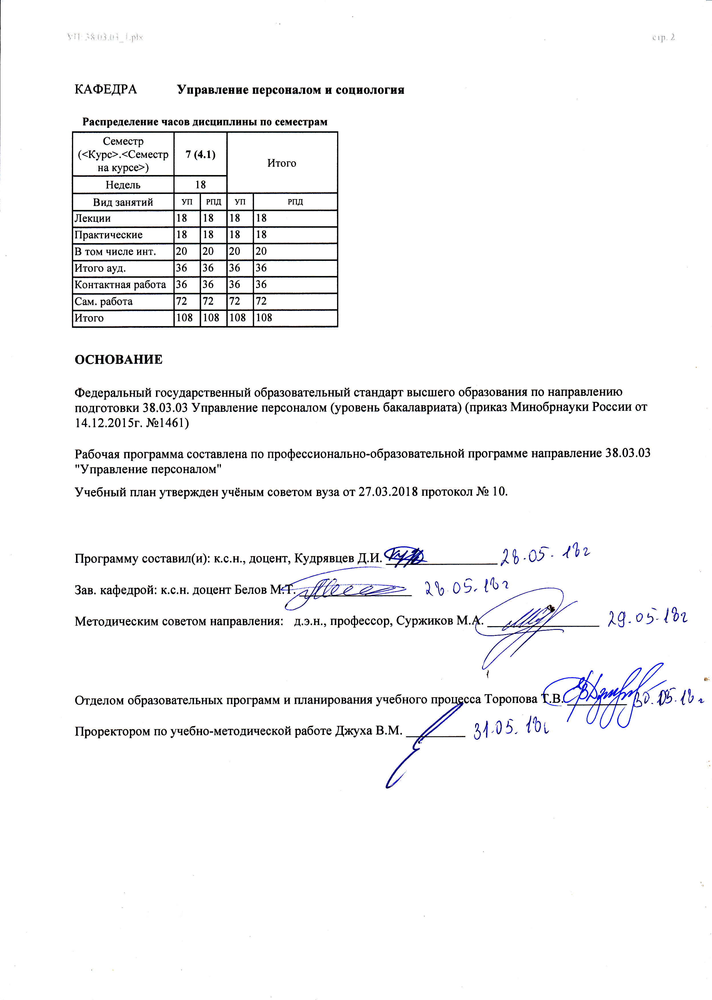 УП: 38.03.03_1.plx
стр. 2
КАФЕДРА Управление персоналом и социология
Распределение часов дисциплины по семестрам
Семестр (<Курс>.<Семестр на курсе>) 7 (4.1) Итого
Недель 18
Вид занятий УП РПД УП РПД
Лекции 18 18 18 18
Практические 18 18 18 18
В том числе инт. 20 20 20 20
Итого ауд. 36 36 36 36
Контактная работа 36 36 36 36
Сам. работа 72 72 72 72
Итого 108 108 108 108
ОСНОВАНИЕ
Федеральный государственный образовательный стандарт высшего образования по направлению
подготовки 38.03.03 Управление персоналом (уровень бакалавриата) (приказ Минобрнауки России от
14.12.2015г. №1461)
Рабочая программа составлена по профессионально-образовательной программе направление 38.03.03
"Управление персоналом"
Учебный план утвержден учёным советом вуза от 27.03.2018 протокол № 10.
Программу составил(и): к.с.н., доцент, Кудрявцев Д.И. 28.05.18г
Зав. кафедрой: к.с.н. доцент Белов М.Т. 28.05.18г
Методическим советом направления: д.э.н., профессор, Суржиков М.А. 29.05.18г
Отделом образовательных программ и планирования учебного процесса Торопова Т.В. 30.05.18г
Проректором по учебно-методической работе Джуха В.М. 31.05.18г